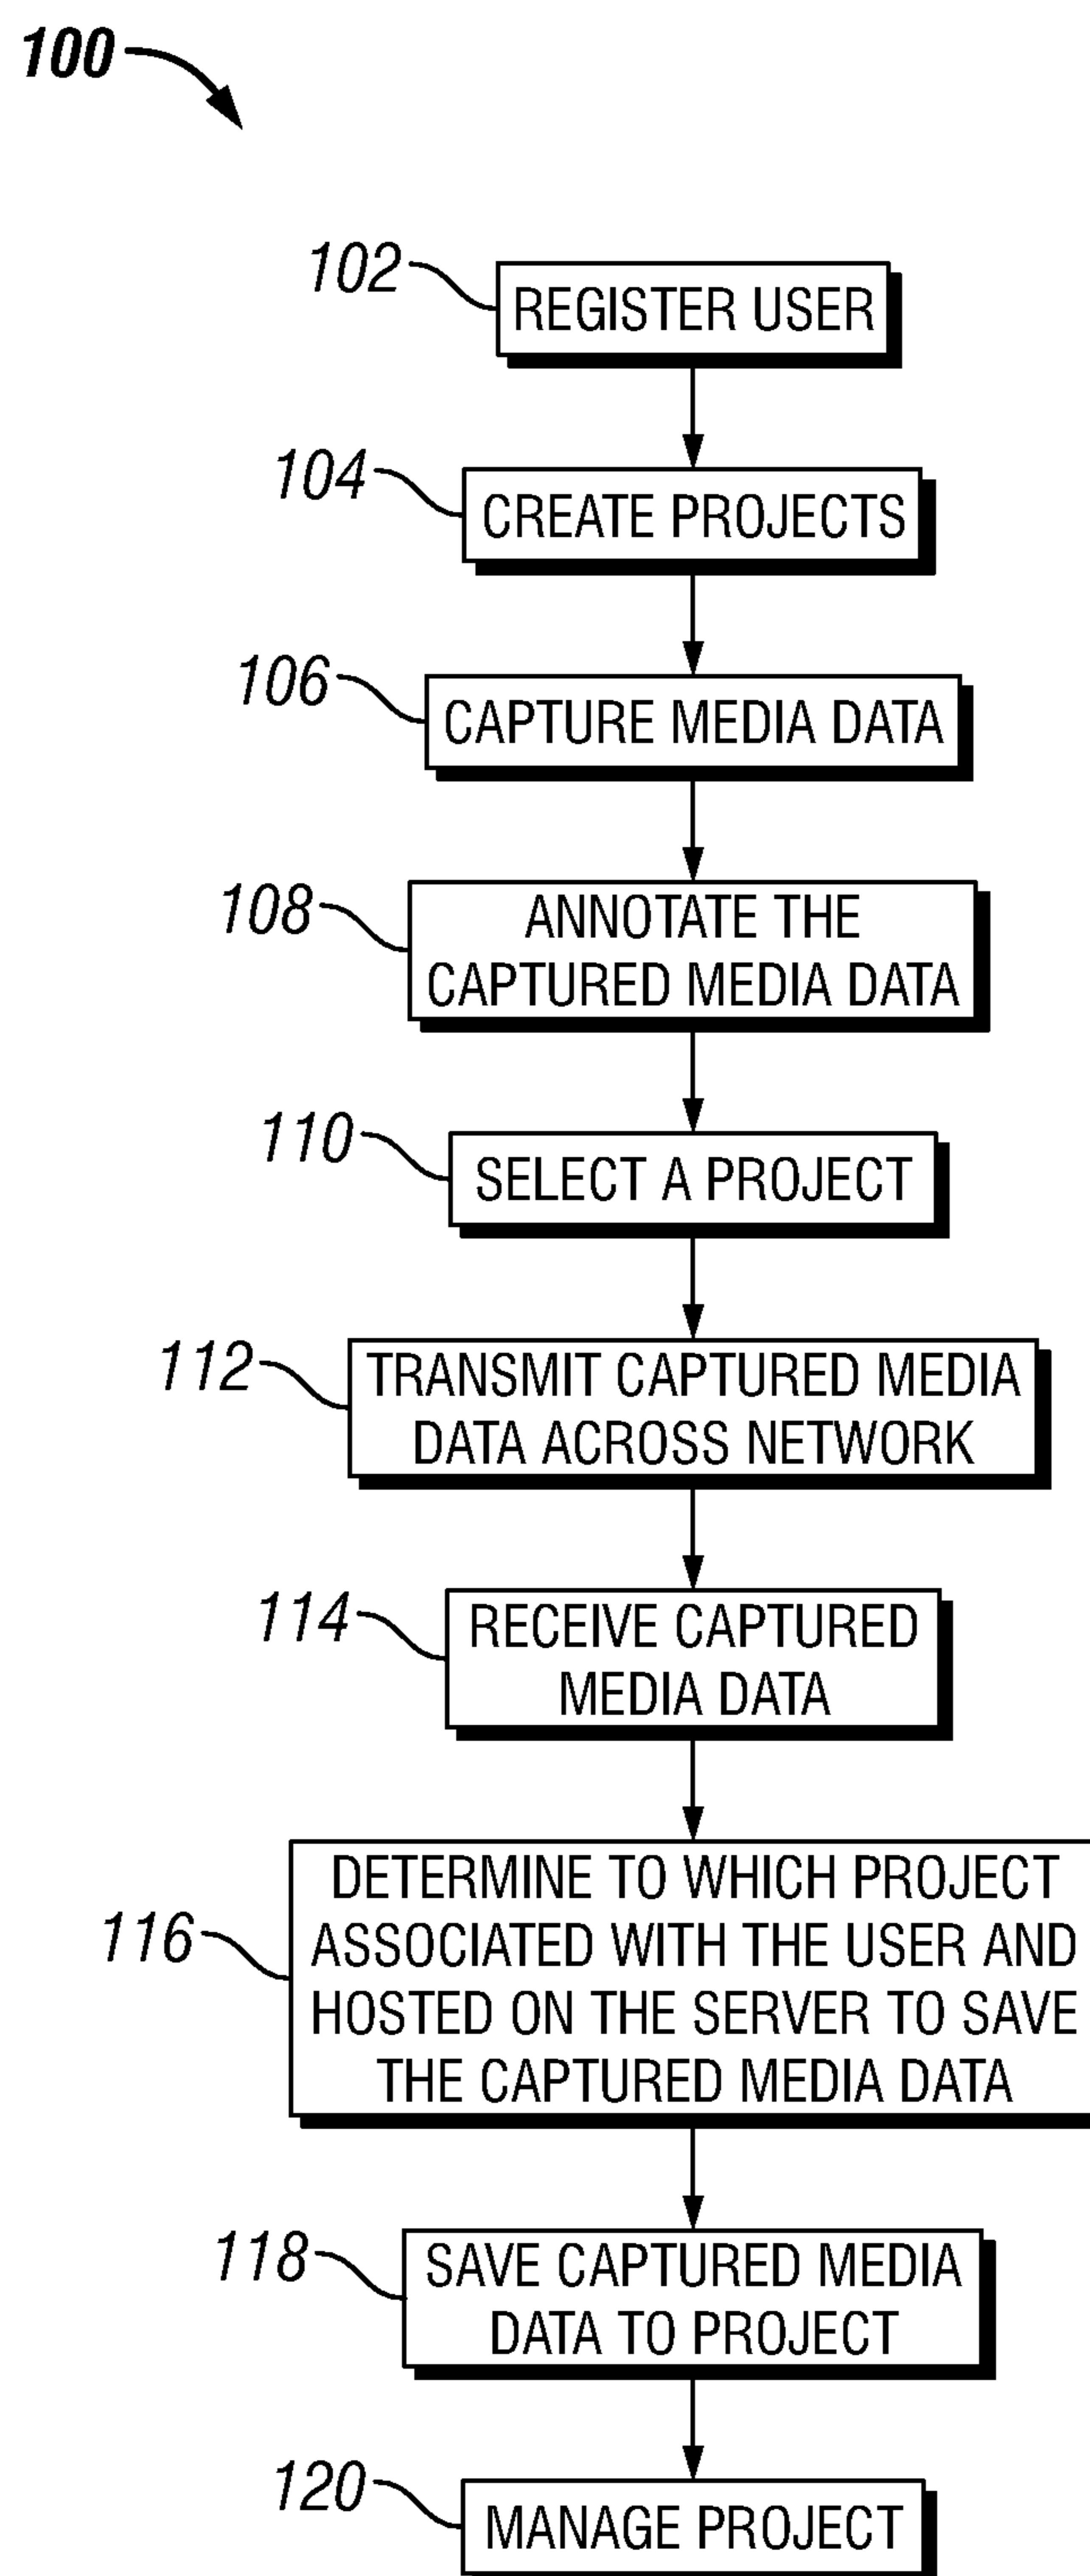 100
102
REGISTER USER
104
CREATE PROJECTS
106
CAPTURE MEDIA DATA
108
ANNOTATE THE
CAPTURED MEDIA DATA
110
SELECT A PROJECT
112
TRANSMIT CAPTURED MEDIA
DATA ACROSS NETWORK
114
RECEIVE CAPTURED
MEDIA DATA
116
DETERMINE TO WHICH PROJECT
ASSOCIATED WITH THE USER AND
HOSTED ON THE SERVER TO SAVE
THE CAPTURED MEDIA DATA
118
SAVE CAPTURED MEDIA
DATA TO PROJECT
120
MANAGE PROJECT